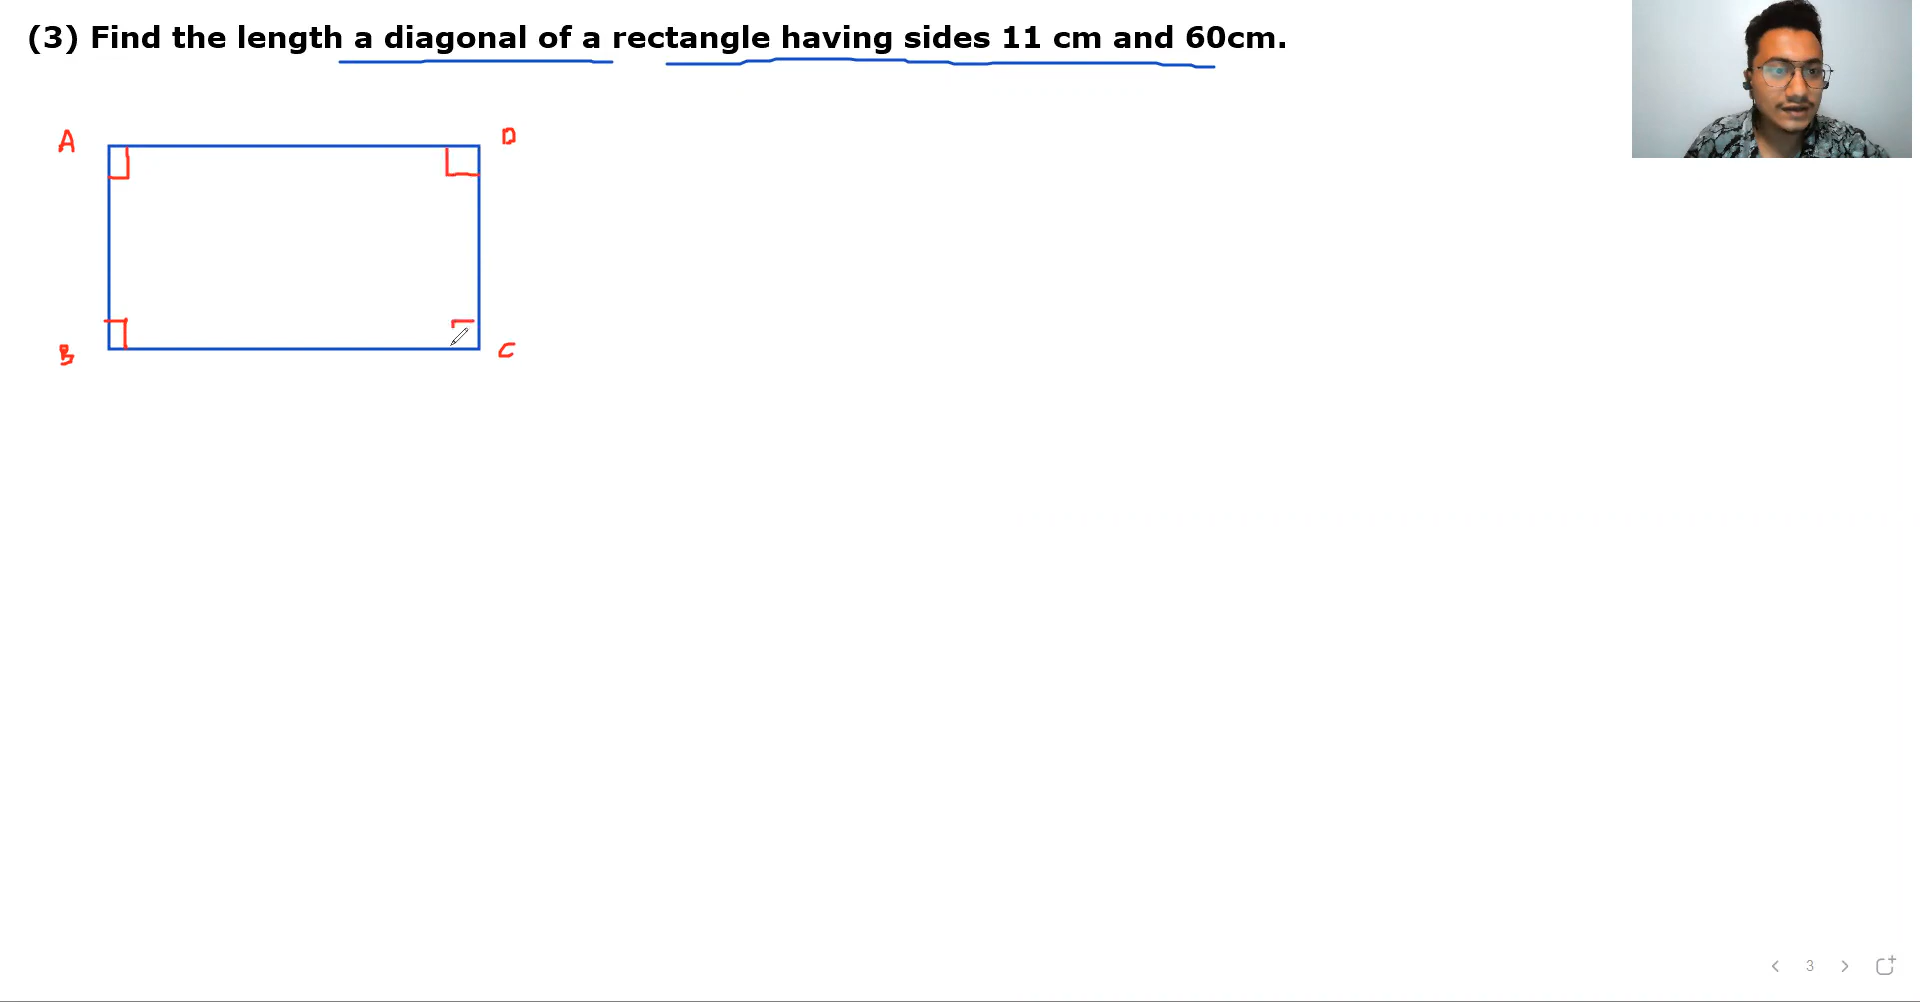 (3) Find the length a diagonal of a rectangle having sides 11 cm and 60cm.
A D
B C
3